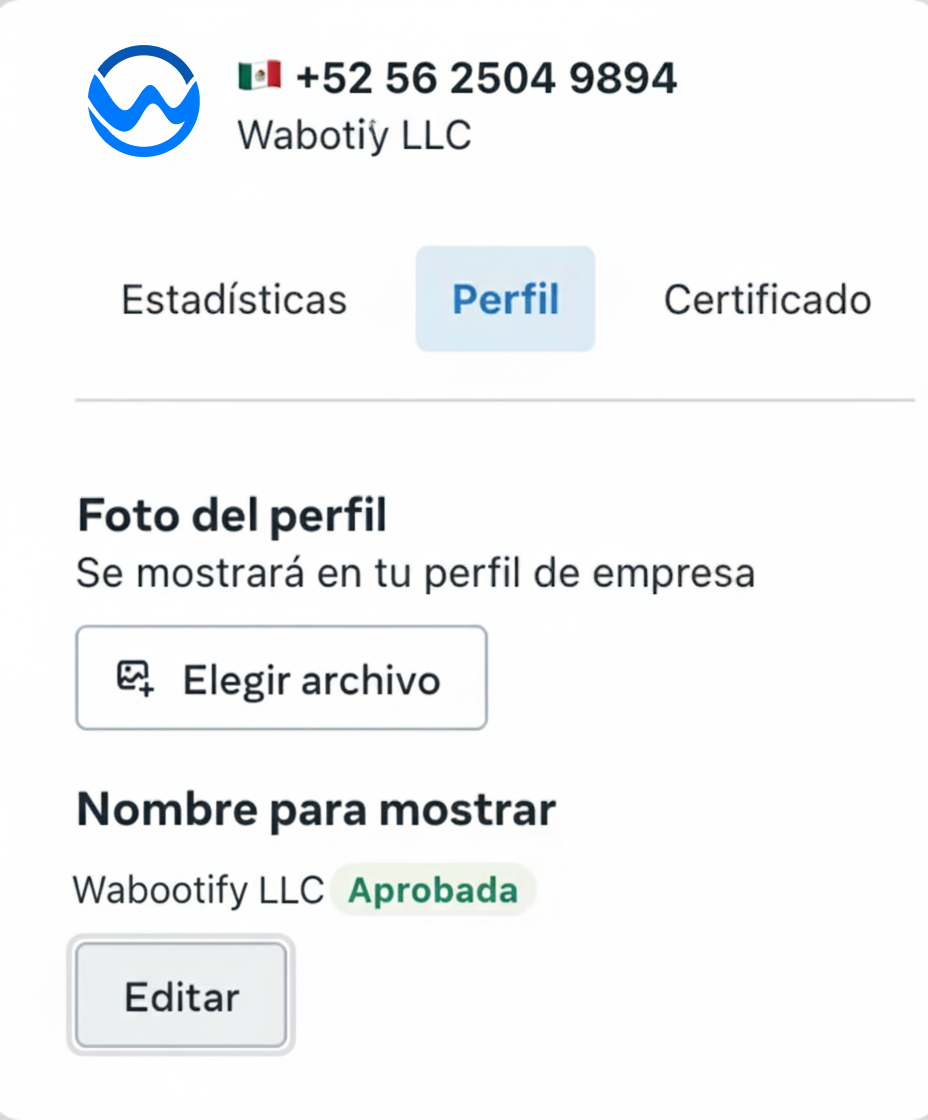 +52 56 2504 9894
Wabotiy LLC
Estadísticas Perfil Certificado
Foto del perfil
Se mostrará en tu perfil de empresa
Elegir archivo
Nombre para mostrar
Wabootify LLC Aprobada
Editar